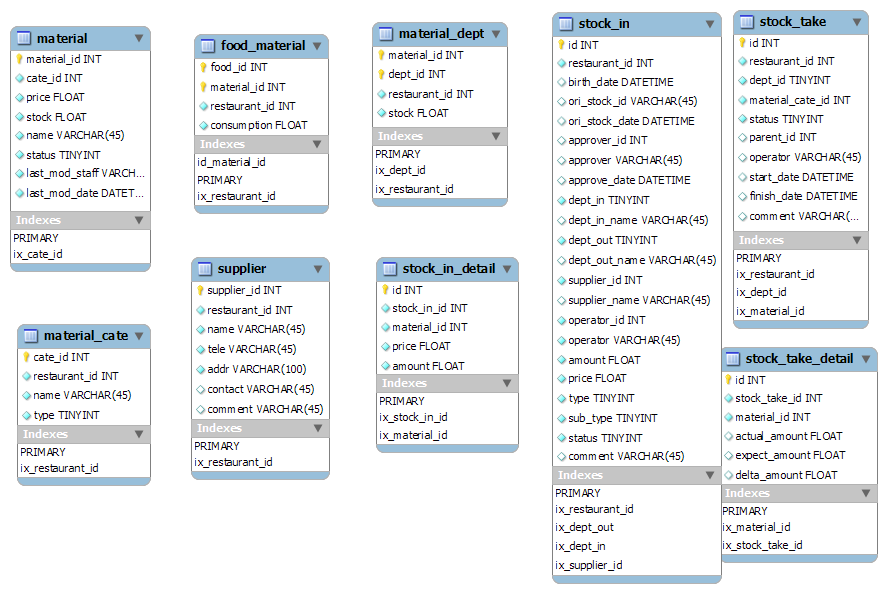 material
material_id INT
cate_id INT
price FLOAT
stock FLOAT
name VARCHAR(45)
status TINYINT
last_mod_staff VARCH...
last_mod_date DATET...
Indexes
PRIMARY
ix_cate_id
food_material
food_id INT
material_id INT
restaurant_id INT
consumption FLOAT
Indexes
id_material_id
PRIMARY
ix_restaurant_id
material_dept
material_id INT
dept_id INT
restaurant_id INT
stock FLOAT
Indexes
PRIMARY
ix_dept_id
ix_restaurant_id
stock_in
id INT
restaurant_id INT
birth_date DATETIME
ori_stock_id VARCHAR(45)
ori_stock_date DATETIME
approver_id INT
approver VARCHAR(45)
approve_date DATETIME
dept_in TINYINT
dept_in_name VARCHAR(45)
dept_out TINYINT
dept_out_name VARCHAR(45)
supplier_id INT
supplier_name VARCHAR(45)
operator_id INT
operator VARCHAR(45)
amount FLOAT
price FLOAT
type TINYINT
sub_type TINYINT
status TINYINT
comment VARCHAR(45)
Indexes
PRIMARY
ix_restaurant_id
ix_dept_out
ix_dept_in
ix_supplier_id
stock_take
id INT
restaurant_id INT
dept_id TINYINT
material_cate_id INT
status TINYINT
parent_id INT
operator VARCHAR(45)
start_date DATETIME
finish_date DATETIME
comment VARCHAR(...
Indexes
PRIMARY
ix_restaurant_id
ix_dept_id
ix_material_id
material_cate
cate_id INT
restaurant_id INT
name VARCHAR(45)
type TINYINT
Indexes
PRIMARY
ix_restaurant_id
supplier
supplier_id INT
restaurant_id INT
name VARCHAR(45)
tele VARCHAR(45)
addr VARCHAR(100)
contact VARCHAR(45)
comment VARCHAR(45)
Indexes
PRIMARY
ix_restaurant_id
stock_in_detail
id INT
stock_in_id INT
material_id INT
price FLOAT
amount FLOAT
Indexes
PRIMARY
ix_stock_in_id
ix_material_id
stock_take_detail
id INT
stock_take_id INT
material_id INT
actual_amount FLOAT
expect_amount FLOAT
delta_amount FLOAT
Indexes
PRIMARY
ix_material_id
ix_stock_take_id